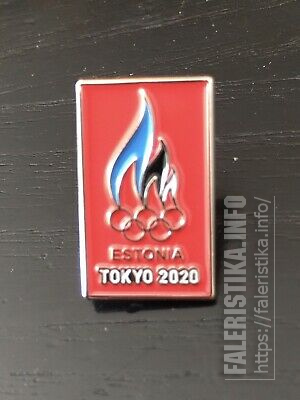 ESTONIA
TOKYO 2020
FALERISTIKA.INFO
https://faleristika.info/